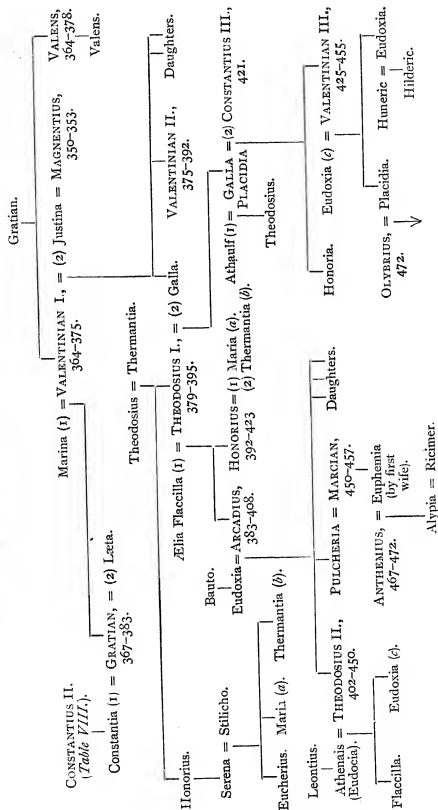 Gratian.
Marina (1) = VALENTINIAN I., = (2) Justina = MAGNENTIUS,
364-375.
350-353.
VALENS,
364-378.
Valens.
CONSTANTIUS II.
(Table VIII.).
Constantia (1) = GRATIAN, = (2) Læta.
367-383.
Theodosius = Thermantia.
VALENTINIAN II.,
375-392.
Daughters.
Honorius.
Ælia Flaccilla (1) = THEODOSIUS I., = (2) Galla.
379-395.
Serena = Stilicho.
Bauto.
Eudoxia = ARCADIUS,
383-408.
HONORIUS = (1) Maria (a).
392-423
(2) Thermantia (b).
Athaulf (1) = GALLA = (2) CONSTANTIUS III.,
PLACIDIA
421.
Theodosius.
Eucherius.
Maria (a).
Thermantia (b).
Leontius.
Athenais = THEODOSIUS II.,
(Eudocia).
402-450.
PULCHERIA = MARCIAN,
450-457.
Daughters.
Honoria.
Eudoxia (c) = VALENTINIAN III.,
425-455.
Flaccilla.
Eudoxia (c).
ANTHEMIUS, = Euphemia
467-472.
(by first
wife).
Alypia = Ricimer.
OLYBRIUS, = Placidia.
472.
Huneric = Eudoxia.
Hilderic.